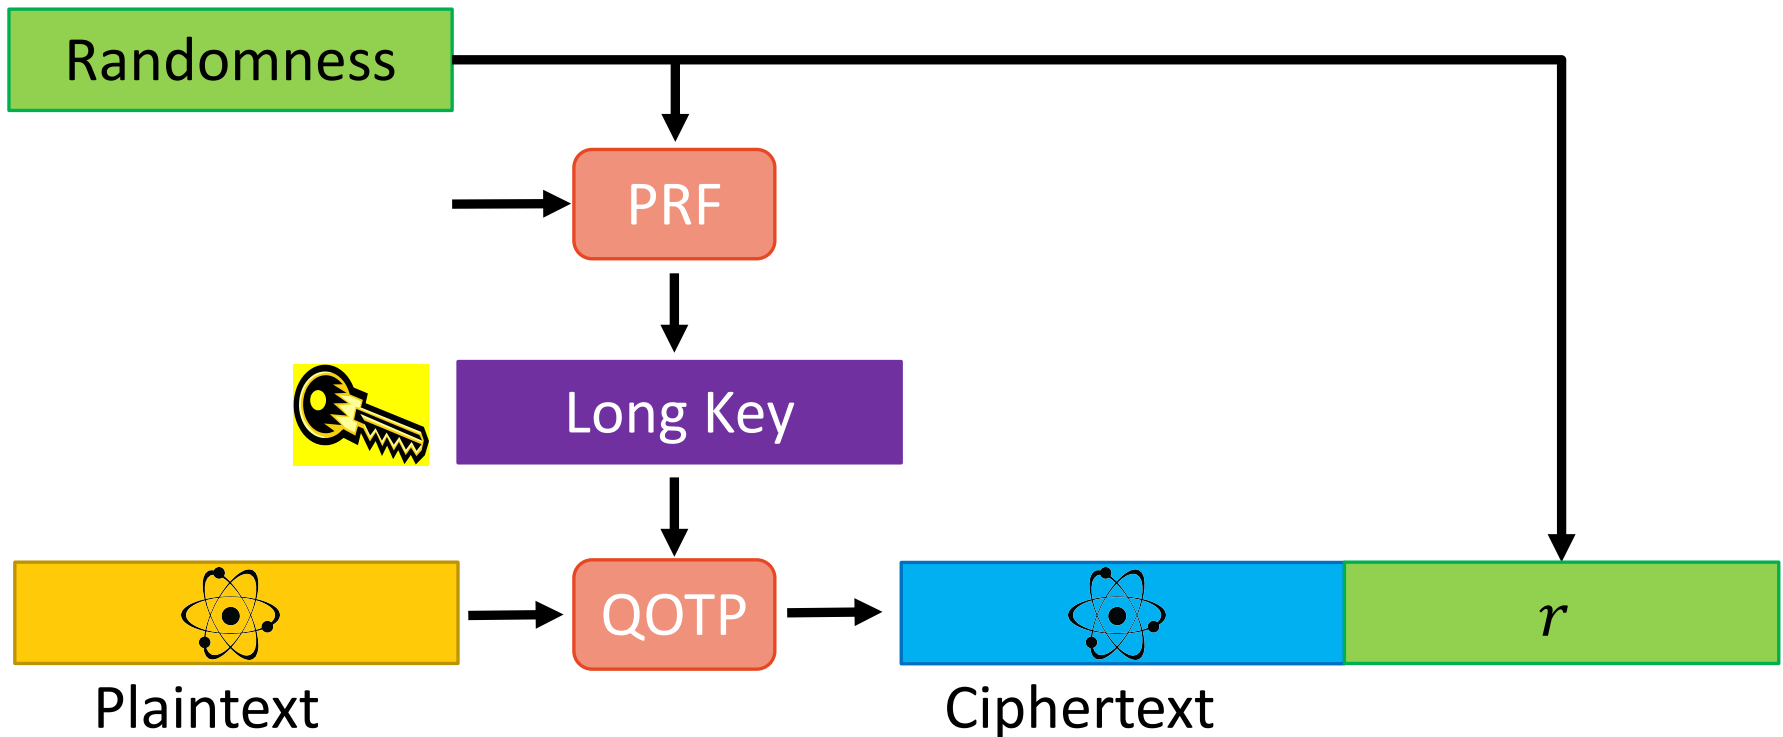 Randomness
PRF
Long Key
QOTP
r
Plaintext
Ciphertext